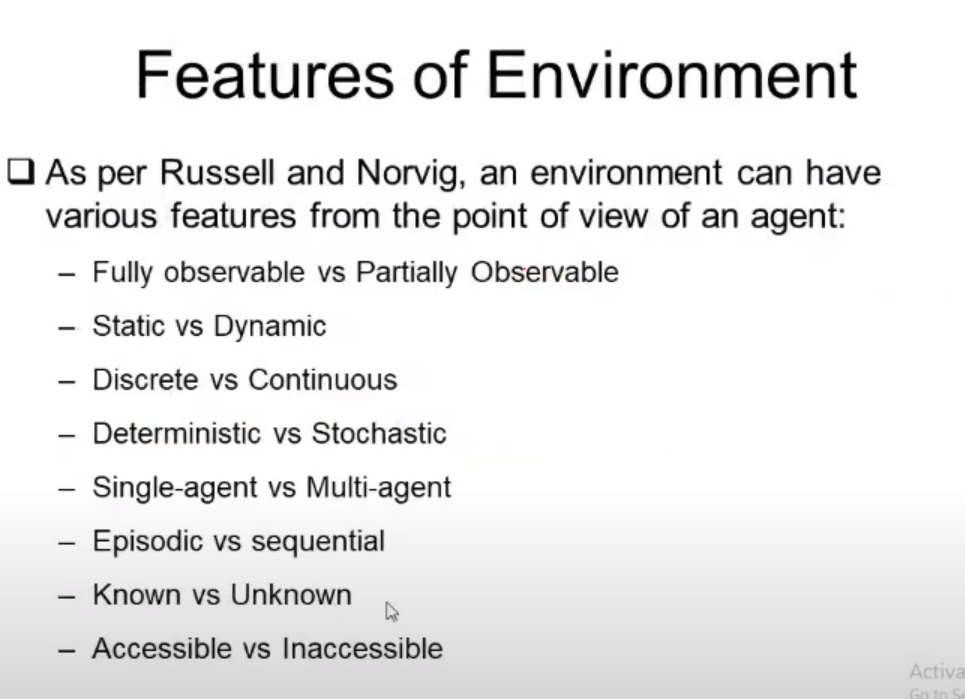 Features of Environment
❑ As per Russell and Norvig, an environment can have
various features from the point of view of an agent:
– Fully observable vs Partially Observable
– Static vs Dynamic
– Discrete vs Continuous
– Deterministic vs Stochastic
– Single-agent vs Multi-agent
– Episodic vs sequential
– Known vs Unknown
– Accessible vs Inaccessible
Activa
Go to S